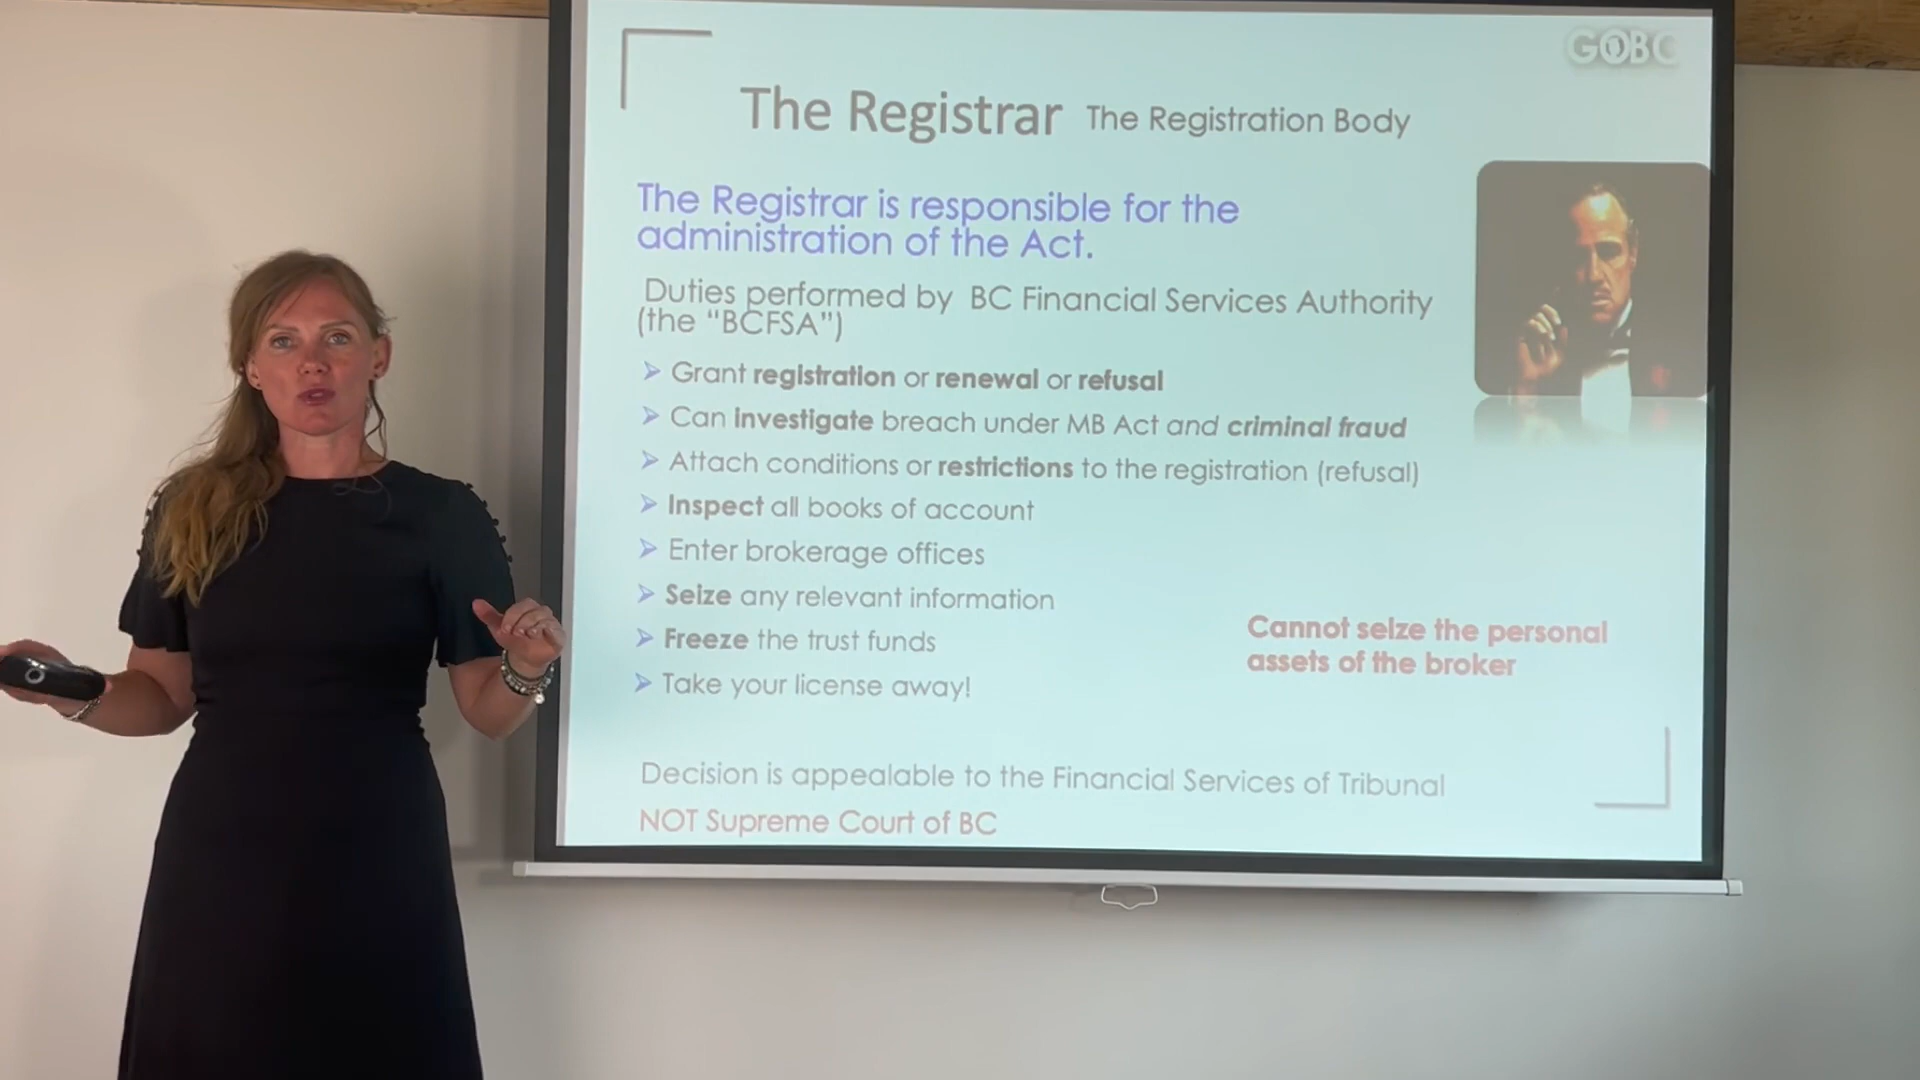 GOBC
The Registrar The Registration Body
The Registrar is responsible for the
administration of the Act.
Duties performed by BC Financial Services Authority
(the “BCFSA”)
➢ Grant registration or renewal or refusal
➢ Can investigate breach under MB Act and criminal fraud
➢ Attach conditions or restrictions to the registration (refusal)
➢ Inspect all books of account
➢ Enter brokerage offices
➢ Seize any relevant information
➢ Freeze the trust funds
➢ Take your license away!
Cannot seize the personal
assets of the broker
Decision is appealable to the Financial Services of Tribunal
NOT Supreme Court of BC